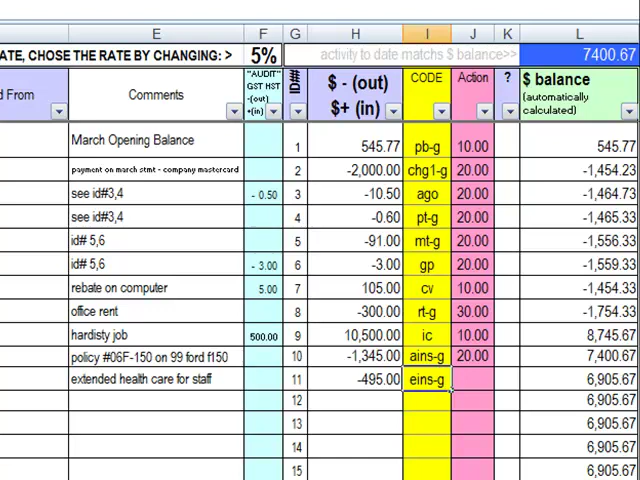 E F G H I J K L
ATE, CHOSE THE RATE BY CHANGING: > 5% activity to date matchs $ balance>> 7400.67
d From Comments "AUDIT" GST HST -(out) +(in) ID# $ - (out) $+ (in) CODE Action ? $ balance (automatically calculated)
March Opening Balance 1 545.77 pb-g 10.00 545.77
payment on march stmt - company mastercard 2 -2,000.00 chg1-g 20.00 -1,454.23
see id#3,4 - 0.50 3 -10.50 ago 20.00 -1,464.73
see id#3,4 4 -0.60 pt-g 20.00 -1,465.33
id# 5,6 5 -91.00 mt-g 20.00 -1,556.33
id# 5,6 - 3.00 6 -3.00 gp 20.00 -1,559.33
rebate on computer 5.00 7 105.00 cv 10.00 -1,454.33
office rent 8 -300.00 rt-g 30.00 -1,754.33
hardisty job 500.00 9 10,500.00 ic 10.00 8,745.67
policy #06F-150 on 99 ford f150 10 -1,345.00 ains-g 20.00 7,400.67
extended health care for staff 11 -495.00 eins-g 6,905.67
12 6,905.67
13 6,905.67
14 6,905.67
15 6,905.67